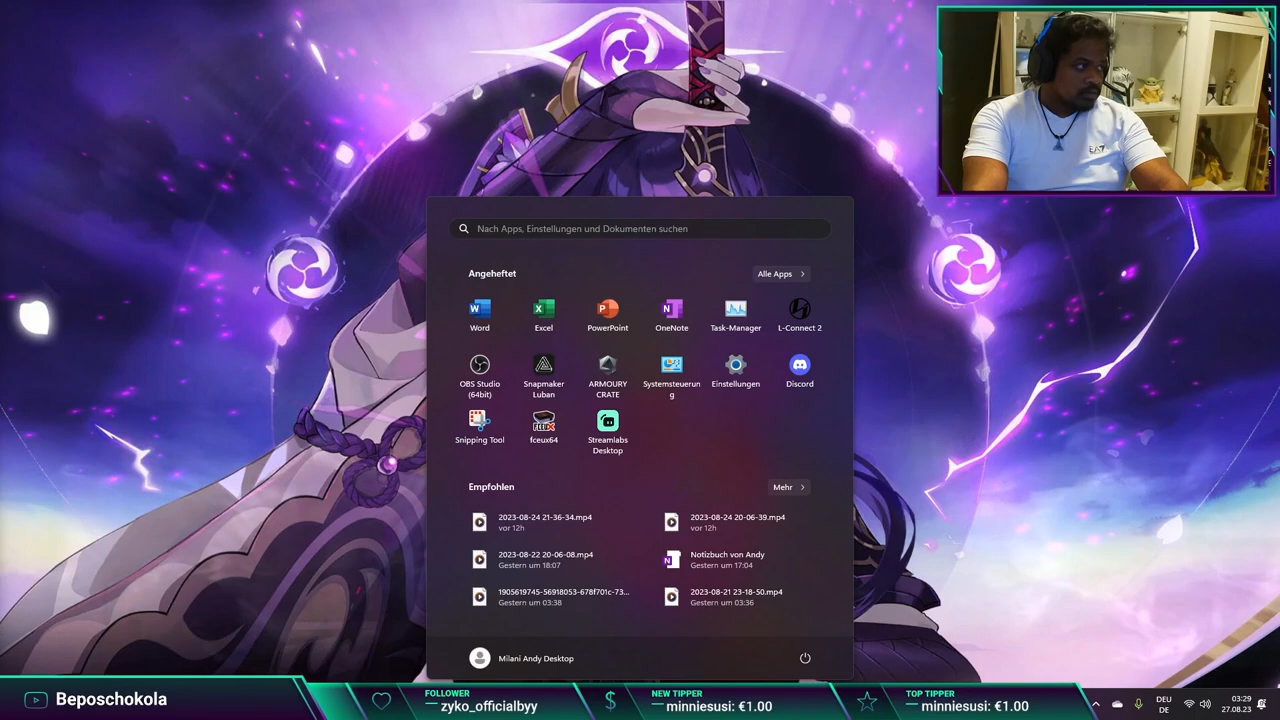 EA7
Nach Apps, Einstellungen und Dokumenten suchen
Angeheftet
Alle Apps
Word
Excel
PowerPoint
OneNote
Task-Manager
L-Connect 2
OBS Studio
(64bit)
Snapmaker
Luban
ARMOURY
CRATE
Systemsteuerun
g
Einstellungen
Discord
Snipping Tool
fceux64
Streamlabs
Desktop
Empfohlen
Mehr
2023-08-24 21-36-34.mp4
vor 12h
2023-08-24 20-06-39.mp4
vor 12h
2023-08-22 20-06-08.mp4
Gestern um 18:07
Notizbuch von Andy
Gestern um 17:04
1905619745-56918053-678f701c-73...
Gestern um 03:38
2023-08-21 23-18-50.mp4
Gestern um 03:36
Milani Andy Desktop
Beposchokola
FOLLOWER
zyko_officialbyy
NEW TIPPER
minniesusi: €1.00
TOP TIPPER
minniesusi: €1.00
DEU
DE
03:29
27.08.23